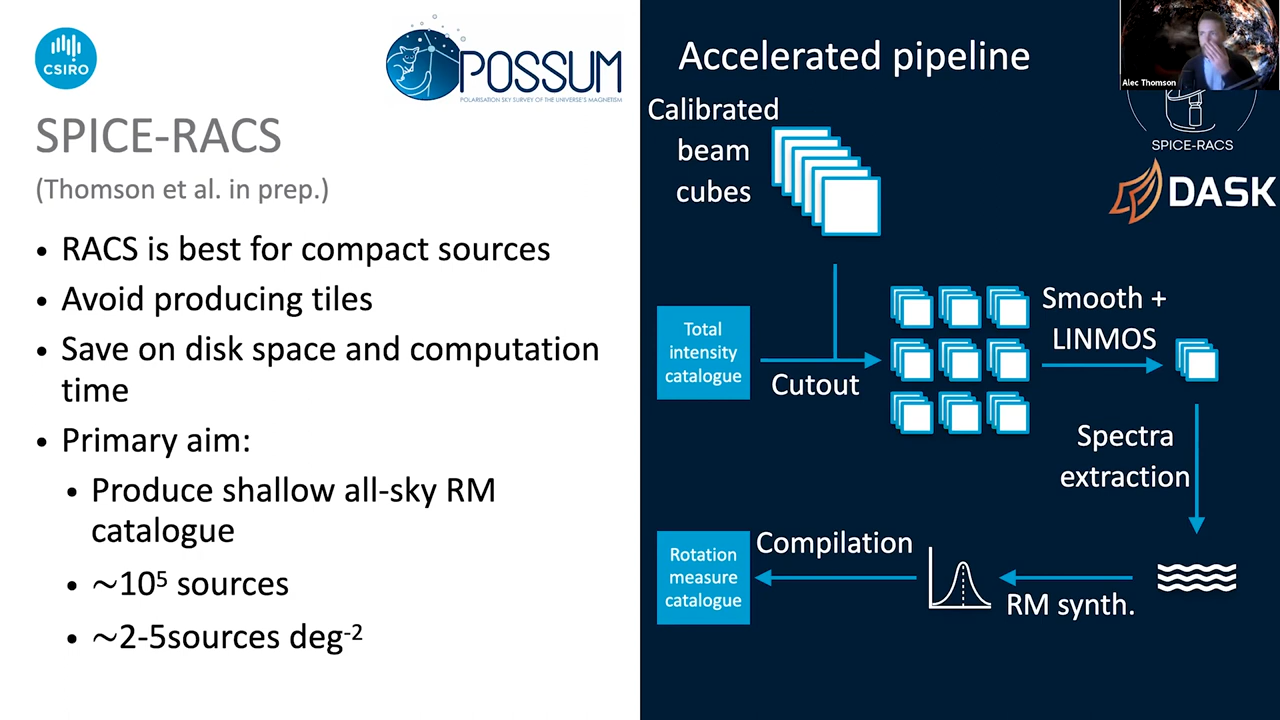 CSIRO
POSSUM
POLARISATION SKY SURVEY OF THE UNIVERSE'S MAGNETISM
SPICE-RACS
(Thomson et al. in prep.)
• RACS is best for compact sources
• Avoid producing tiles
• Save on disk space and computation
time
• Primary aim:
• Produce shallow all-sky RM
catalogue
• ~10⁵ sources
• ~2-5sources deg⁻²
Accelerated pipeline
Alec Thomson
SPICE-RACS
DASK
Calibrated
beam
cubes
Total
intensity
catalogue
Cutout
Smooth +
LINMOS
Spectra
extraction
RM synth.
Compilation
Rotation
measure
catalogue